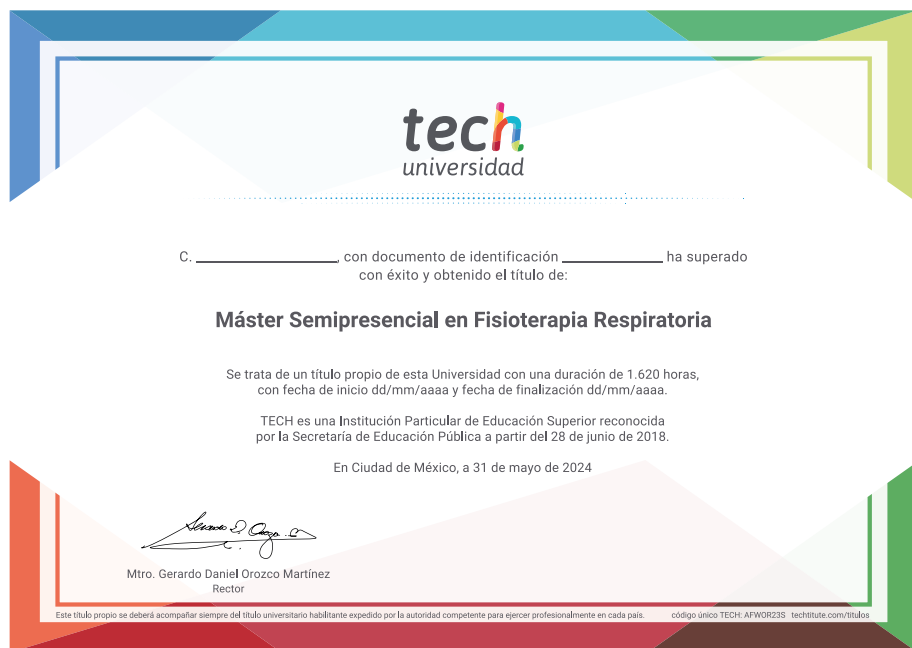 tech
universidad
C. ____________________, con documento de identificación ______________ ha superado
con éxito y obtenido el título de:
Máster Semipresencial en Fisioterapia Respiratoria
Se trata de un título propio de esta Universidad con una duración de 1.620 horas,
con fecha de inicio dd/mm/aaaa y fecha de finalización dd/mm/aaaa.
TECH es una Institución Particular de Educación Superior reconocida
por la Secretaría de Educación Pública a partir del 28 de junio de 2018.
En Ciudad de México, a 31 de mayo de 2024
Mtro. Gerardo Daniel Orozco Martínez
Rector
Este título propio se deberá acompañar siempre del título universitario habilitante expedido por la autoridad competente para ejercer profesionalmente en cada país. código único TECH: AFWOR23S techtitute.com/titulos